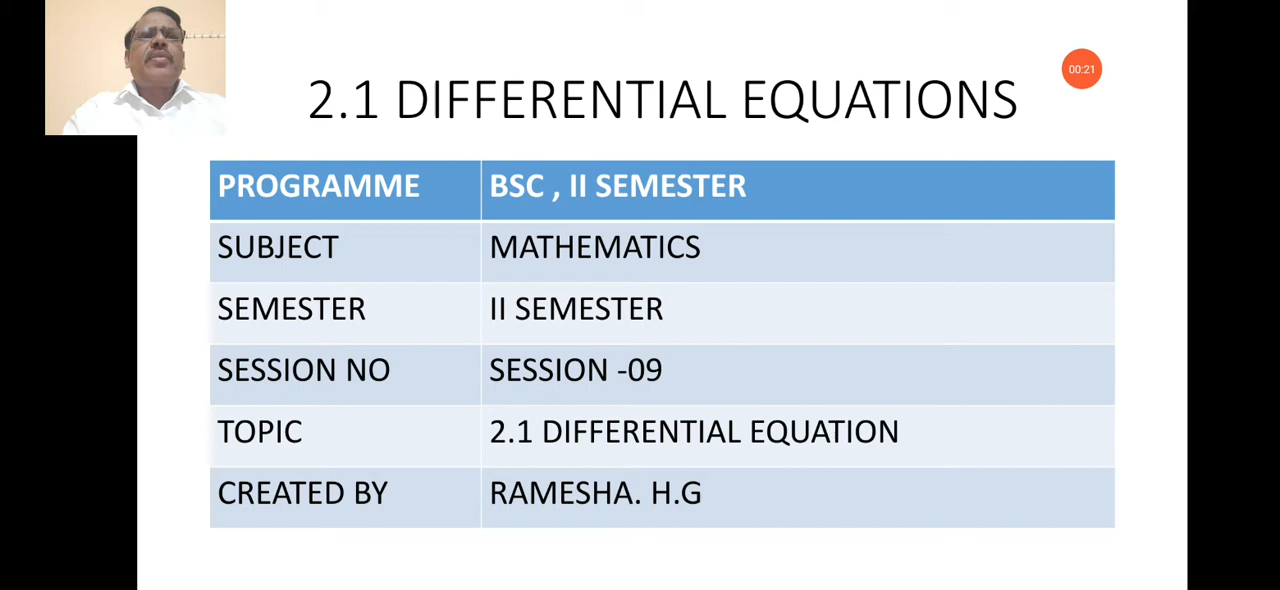 00:21
2.1 DIFFERENTIAL EQUATIONS
PROGRAMME BSC , II SEMESTER
SUBJECT MATHEMATICS
SEMESTER II SEMESTER
SESSION NO SESSION -09
TOPIC 2.1 DIFFERENTIAL EQUATION
CREATED BY RAMESHA. H.G